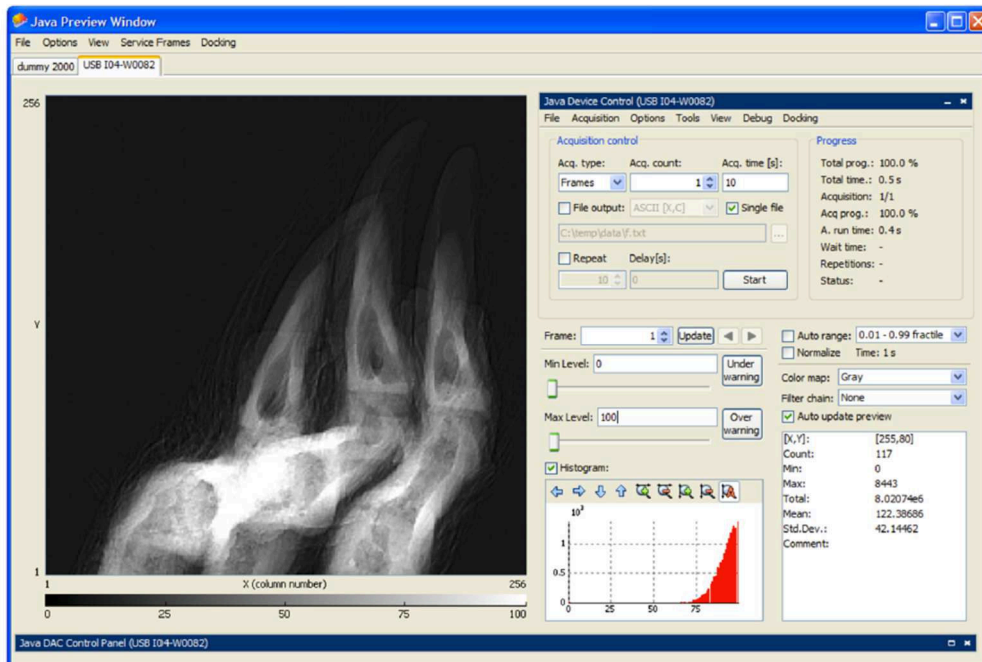 Java Preview Window
File Options View Service Frames Docking
dummy 2000 USB I04-W0082
256
Y
1
1 X (column number) 256
0 25 50 75 100
Java Device Control (USB I04-W0082)
File Acquisition Options Tools View Debug Docking
Acquisition control
Acq. type: Acq. count: Acq. time [s]:
Frames 1 10
File output: ASCII [X,C] Single file
C:\temp\data\f.txt ...
Repeat Delay[s]:
10 0 Start
Progress
Total prog.: 100.0 %
Total time.: 0.5 s
Acquisition: 1/1
Acq prog.: 100.0 %
A. run time: 0.4 s
Wait time: -
Repetitions: -
Status: -
Frame: 1 Update
Min Level: 0 Under warning
Max Level: 100 Over warning
Histogram:
10³
1
0.5
0
0 25 50 75
Auto range: 0.01 - 0.99 fractile
Normalize Time: 1 s
Color map: Gray
Filter chain: None
Auto update preview
[X,Y]: [255,80]
Count: 117
Min: 0
Max: 8443
Total: 8.02074e6
Mean: 122.38686
Std.Dev.: 42.14462
Comment:
Java DAC Control Panel (USB I04-W0082)